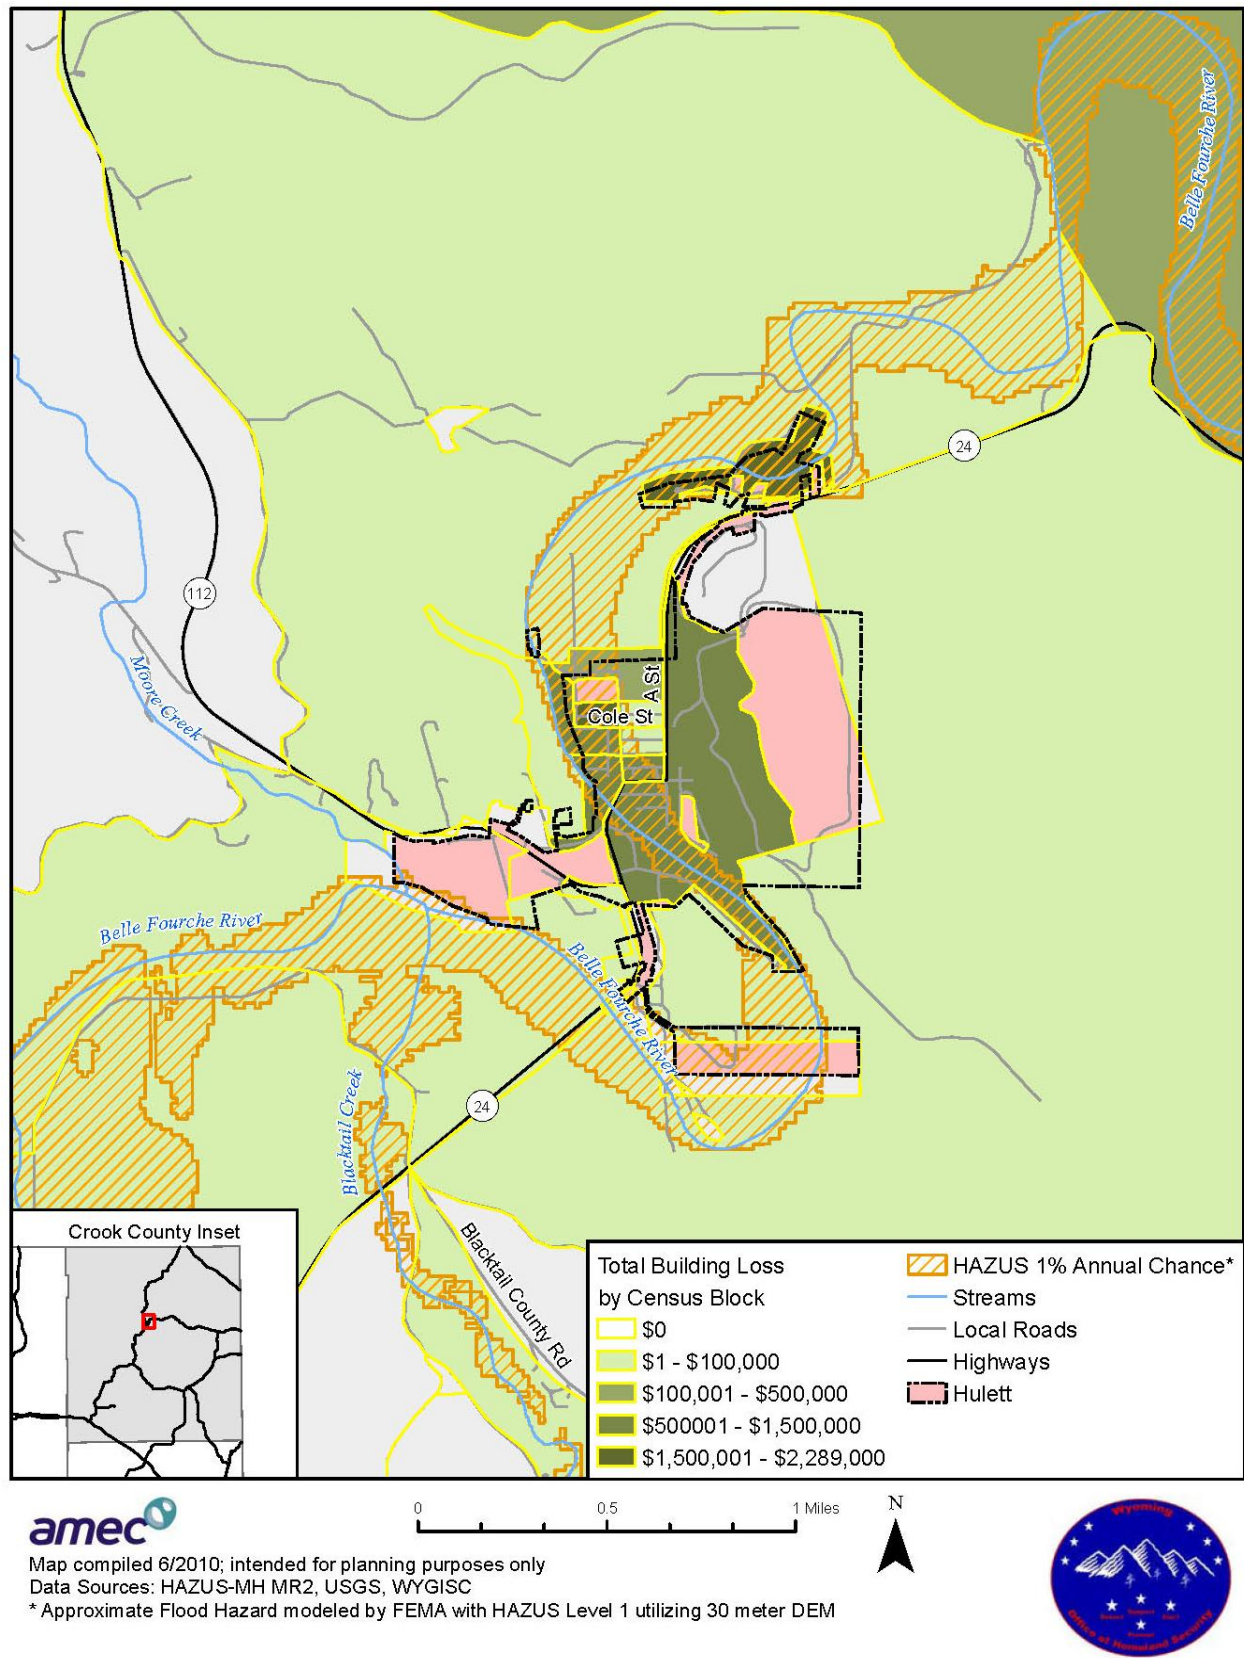 Belle Fourche River
24
112
A St
Cole St
Moore Creek
Belle Fourche River
Belle Fourche River
24
Blacktail Creek
Blacktail County Rd
Crook County Inset
Total Building Loss
by Census Block
$0
$1 - $100,000
$100,001 - $500,000
$500001 - $1,500,000
$1,500,001 - $2,289,000
HAZUS 1% Annual Chance*
Streams
Local Roads
Highways
Hulett
amec
0 0.5 1 Miles
N
Map compiled 6/2010; intended for planning purposes only
Data Sources: HAZUS-MH MR2, USGS, WYGISC
* Approximate Flood Hazard modeled by FEMA with HAZUS Level 1 utilizing 30 meter DEM
Wyoming
Office of Homeland Security